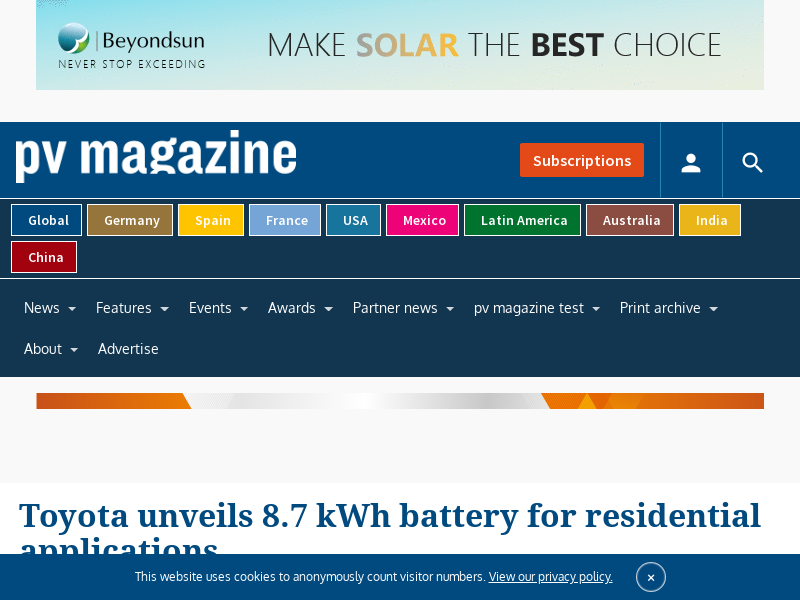 Beyondsun
NEVER STOP EXCEEDING
MAKE SOLAR THE BEST CHOICE
pv magazine
Subscriptions
Global Germany Spain France USA Mexico Latin America Australia India
China
News Features Events Awards Partner news pv magazine test Print archive
About Advertise
Toyota unveils 8.7 kWh battery for residential
applications
This website uses cookies to anonymously count visitor numbers. View our privacy policy. ×